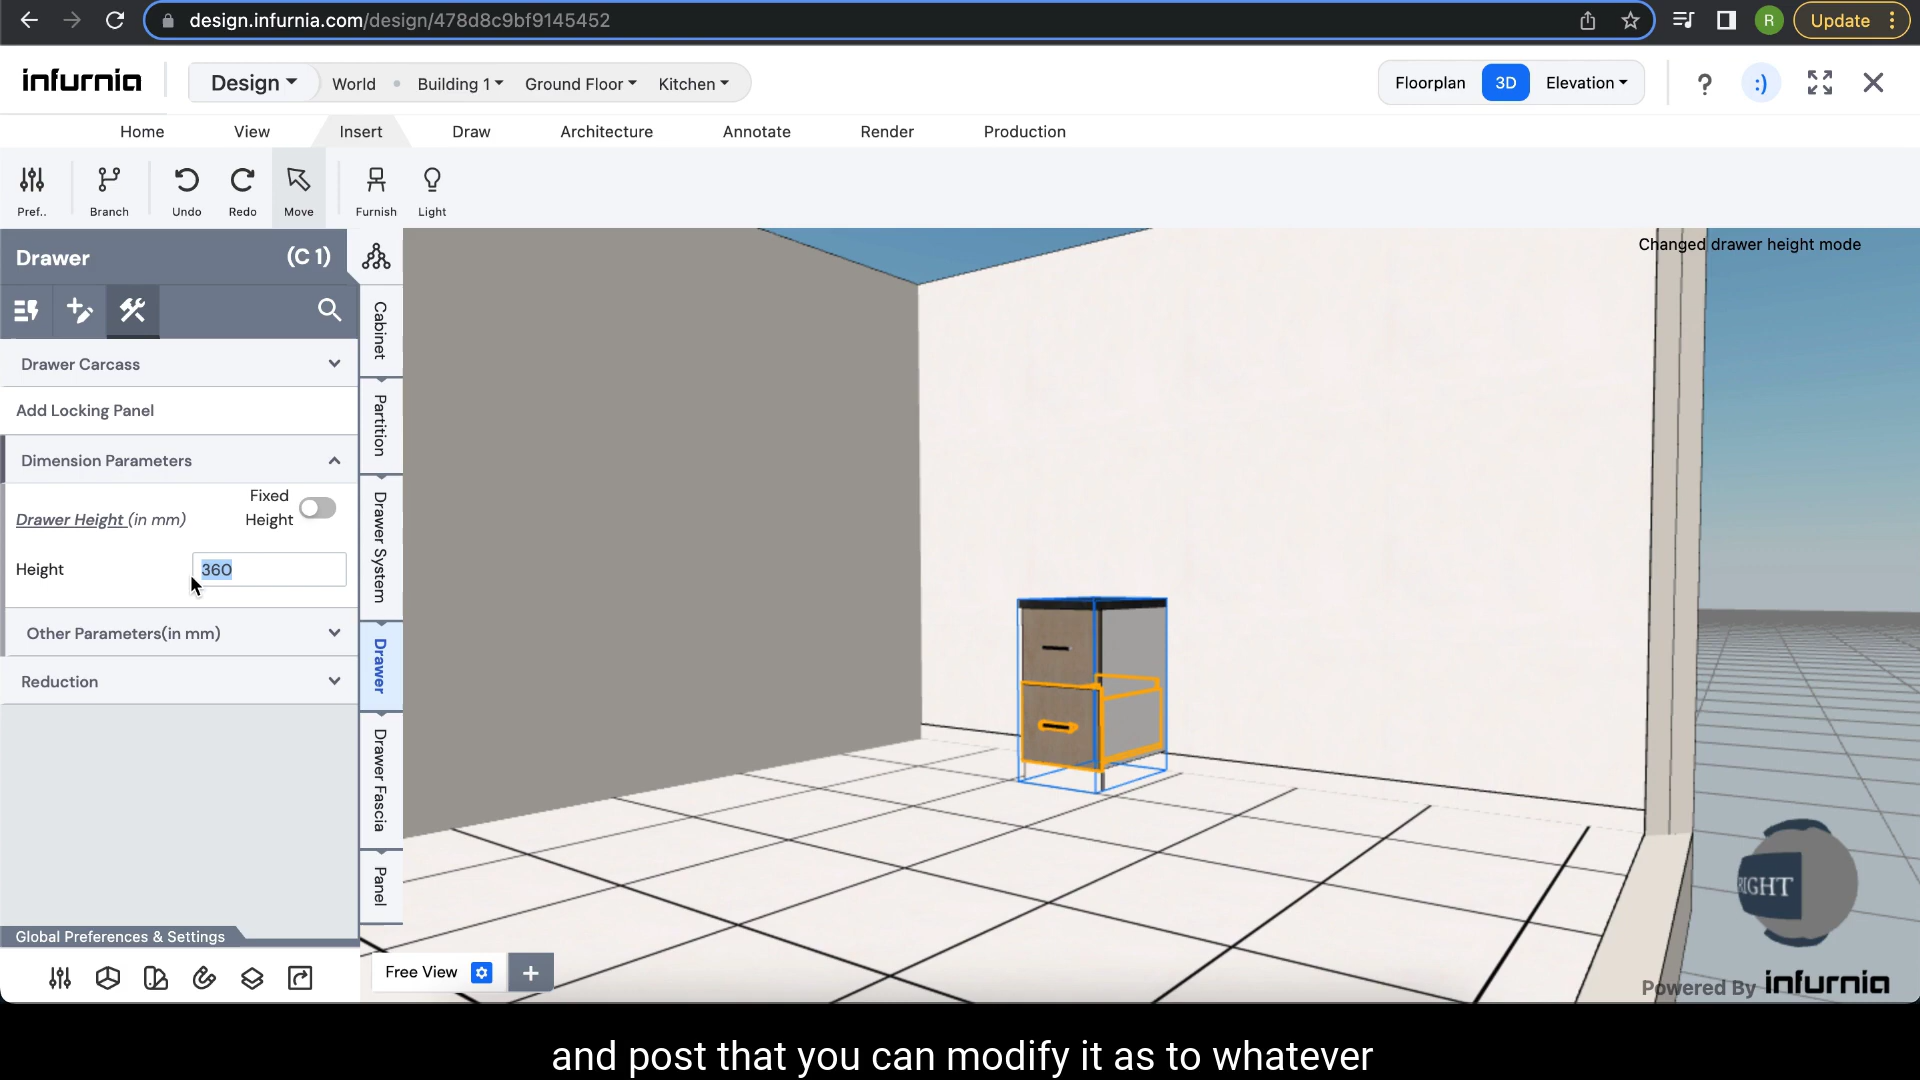 design.infurnia.com/design/478d8c9bf9145452
R
Update
infurnia
Design
World
Building 1
Ground Floor
Kitchen
Floorplan
3D
Elevation
?
:)
Home
View
Insert
Draw
Architecture
Annotate
Render
Production
Pref..
Branch
Undo
Redo
Move
Furnish
Light
Drawer
(C 1)
Changed drawer height mode
Cabinet
Partition
Drawer System
Drawer
Drawer Fascia
Panel
Drawer Carcass
Add Locking Panel
Dimension Parameters
Drawer Height (in mm)
Fixed
Height
Height
360
Other Parameters(in mm)
Reduction
Global Preferences & Settings
Free View
+
RIGHT
Powered By infurnia
and post that you can modify it as to whatever